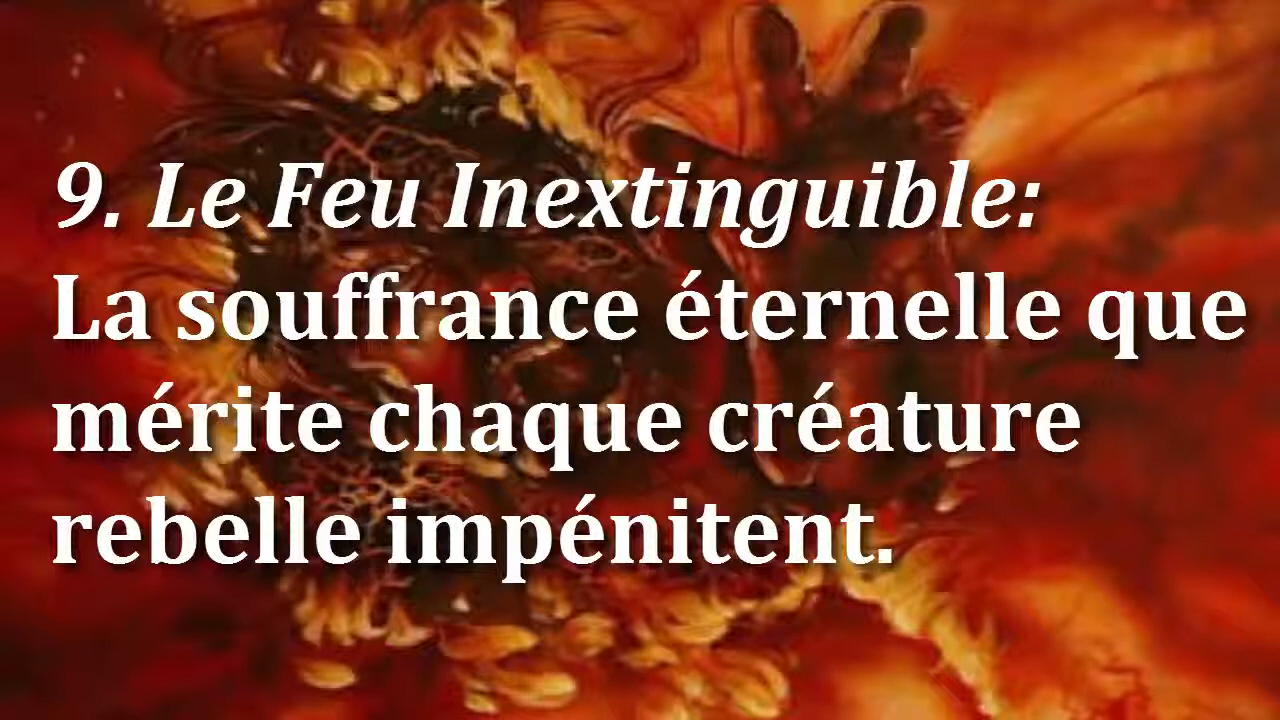 9. Le Feu Inextinguible:
La souffrance éternelle que
mérite chaque créature
rebelle impénitent.